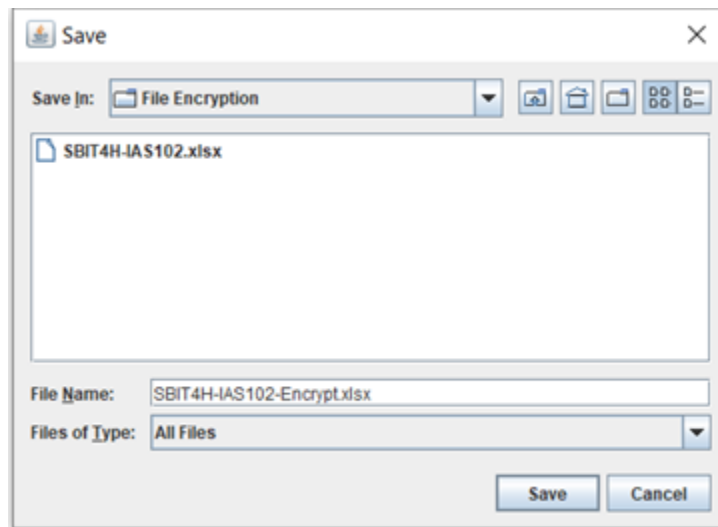 Save
Save In: File Encryption
SBIT4H-IAS102.xlsx
File Name: SBIT4H-IAS102-Encrypt.xlsx
Files of Type: All Files
Save Cancel